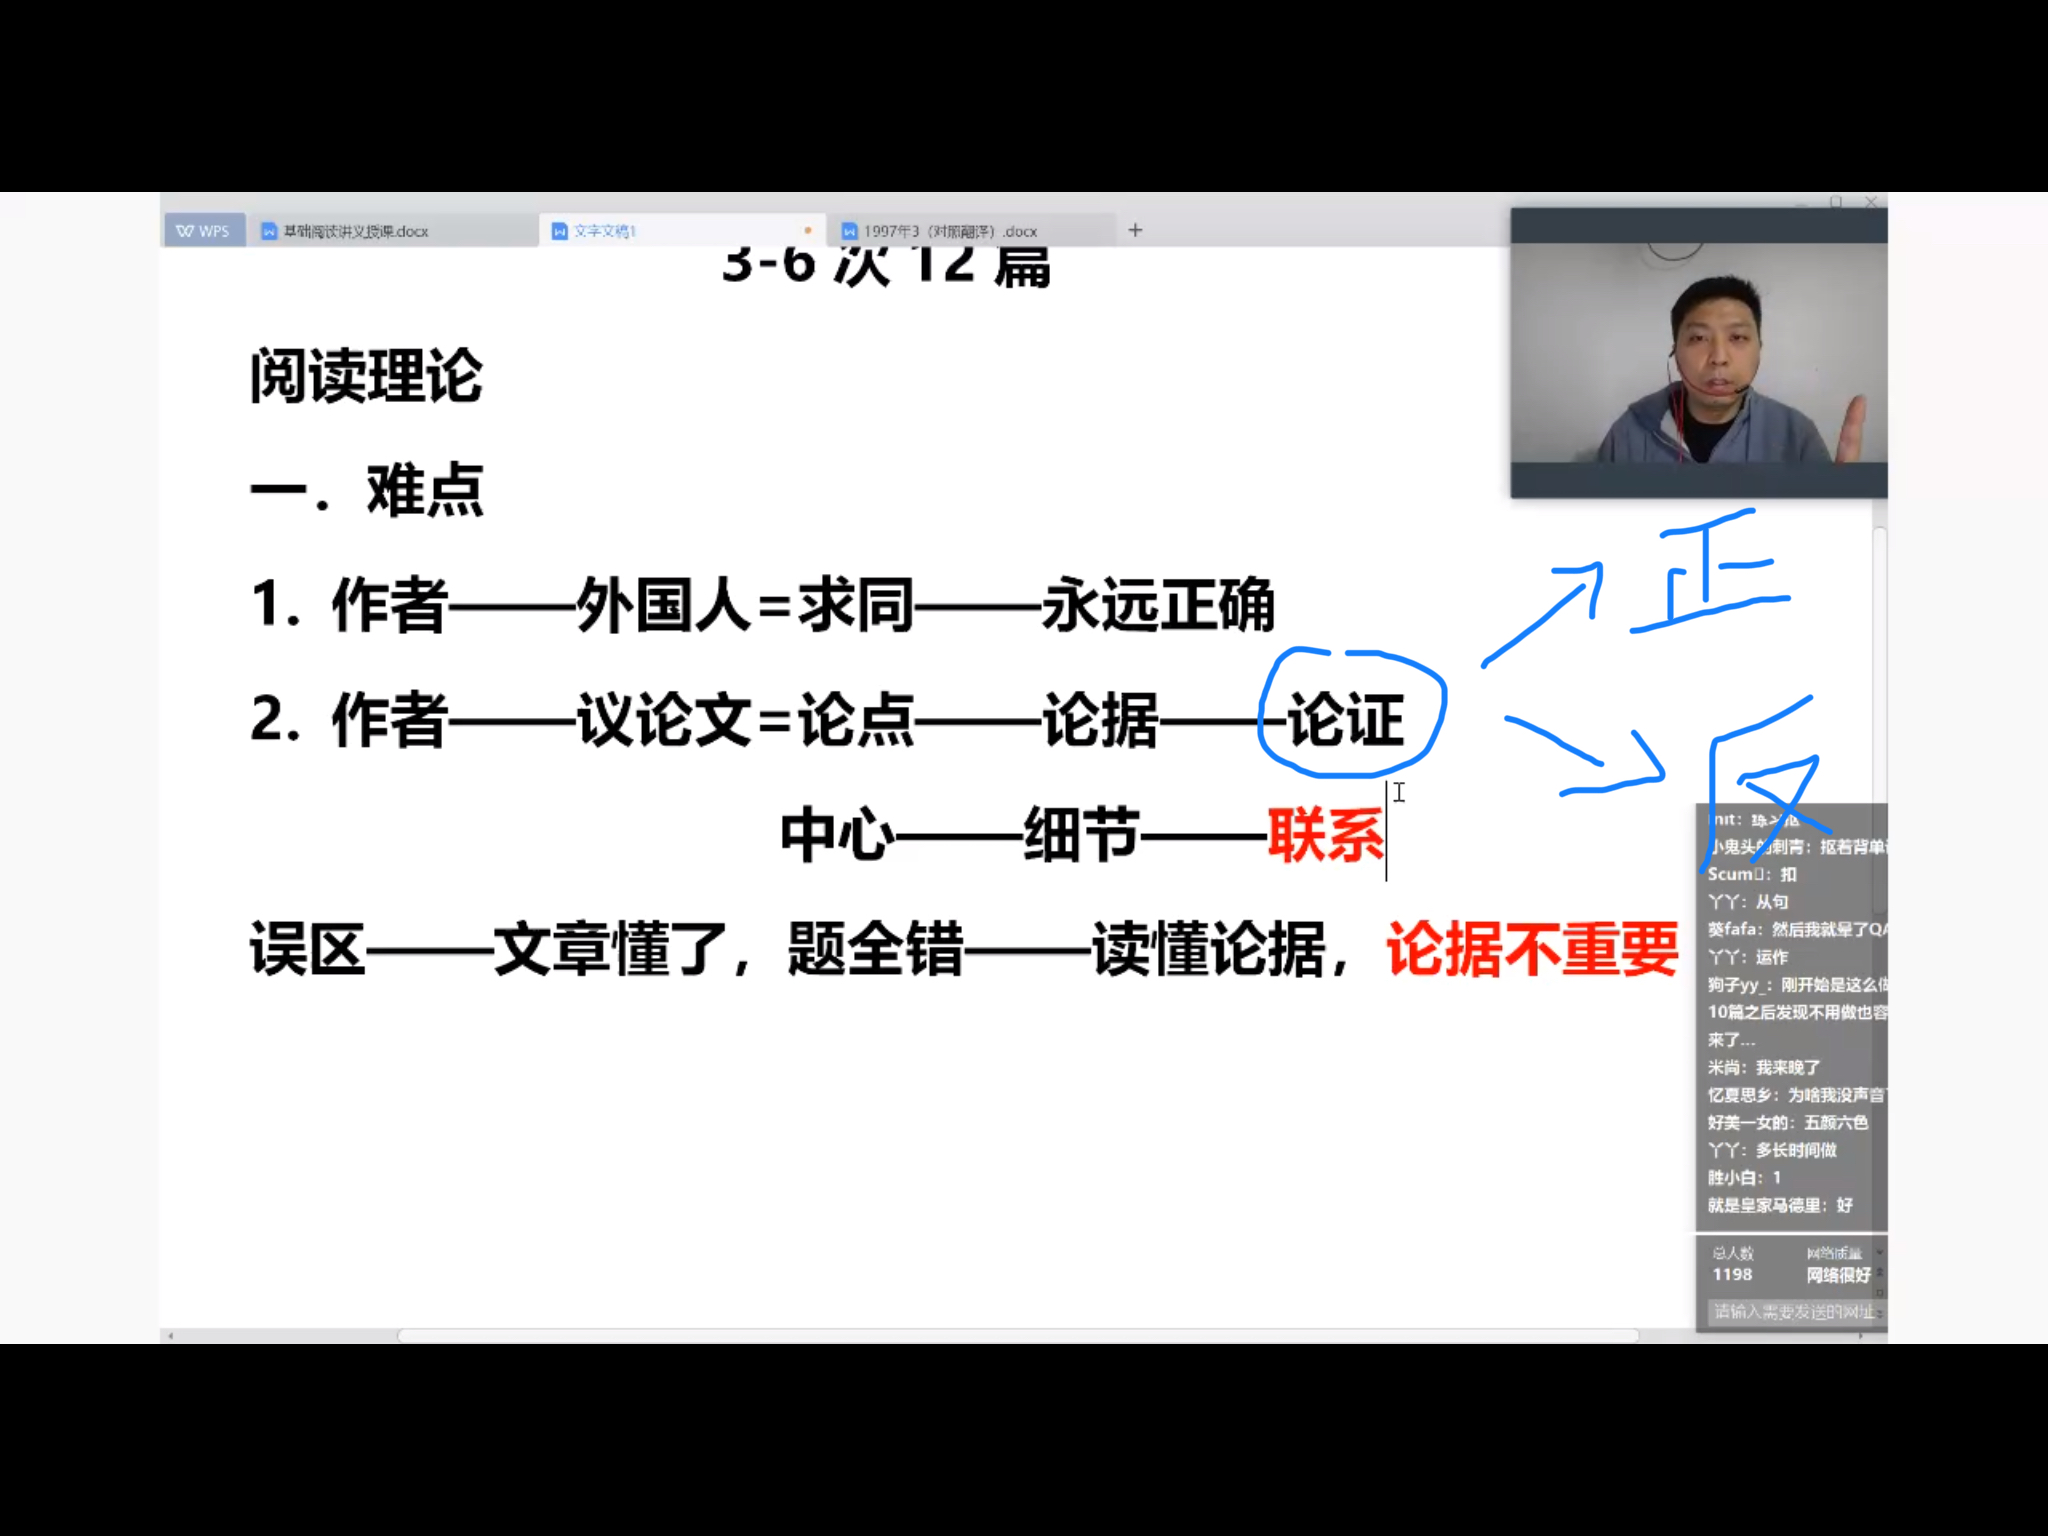 WPS
基础阅读讲义授课.docx
文字文稿1
1997年3（对照翻译）.docx
3-6 次 12 篇
阅读理论
一．难点
1. 作者——外国人=求同——永远正确
2. 作者——议论文=论点——论据——论证
中心——细节——联系
误区——文章懂了，题全错——读懂论据，论据不重要
正
反
小鬼头的刺青：抠着背单
Scum：扣
丫丫：从句
葵fafa：然后我就晕了QA
丫丫：运作
狗子yy_：刚开始是这么做
10篇之后发现不用做也容
来了...
米尚：我来晚了
忆夏思乡：为啥我没声音
好美一女的：五颜六色
丫丫：多长时间做
胜小白：1
就是皇家马德里：好
总人数 网络质量
1198 网络很好
请输入需要发送的网址